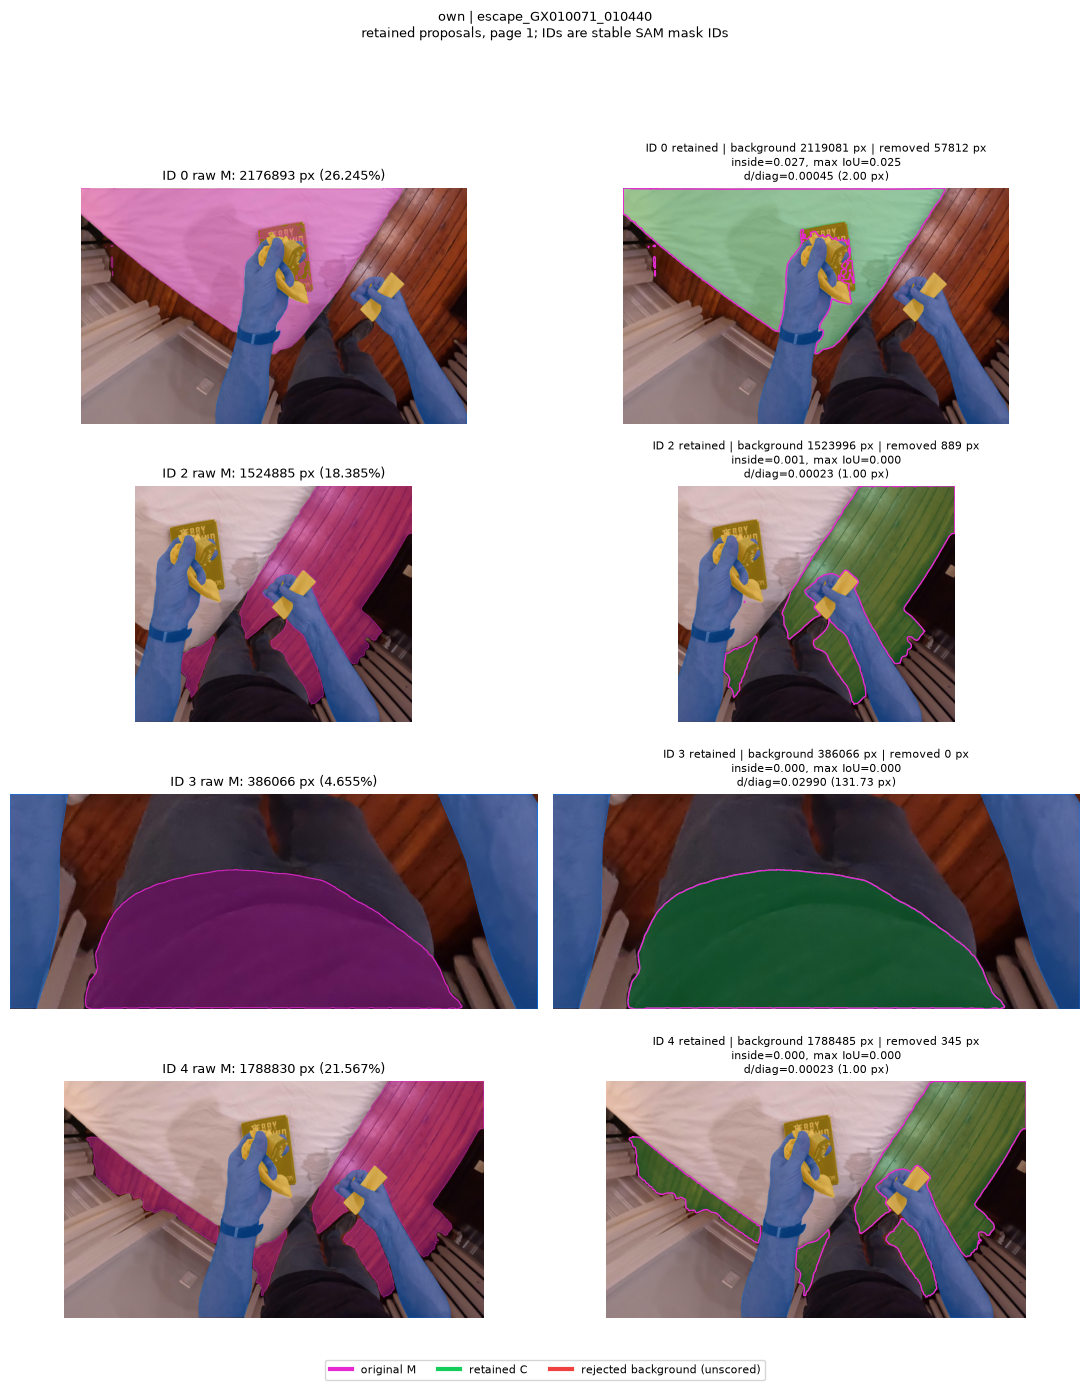 own | escape_GX010071_010440
retained proposals, page 1; IDs are stable SAM mask IDs
ID 0 raw M: 2176893 px (26.245%)
ID 0 retained | background 2119081 px | removed 57812 px
inside=0.027, max IoU=0.025
d/diag=0.00045 (2.00 px)
ID 2 raw M: 1524885 px (18.385%)
ID 2 retained | background 1523996 px | removed 889 px
inside=0.001, max IoU=0.000
d/diag=0.00023 (1.00 px)
ID 3 raw M: 386066 px (4.655%)
ID 3 retained | background 386066 px | removed 0 px
inside=0.000, max IoU=0.000
d/diag=0.02990 (131.73 px)
ID 4 raw M: 1788830 px (21.567%)
ID 4 retained | background 1788485 px | removed 345 px
inside=0.000, max IoU=0.000
d/diag=0.00023 (1.00 px)
original M
retained C
rejected background (unscored)